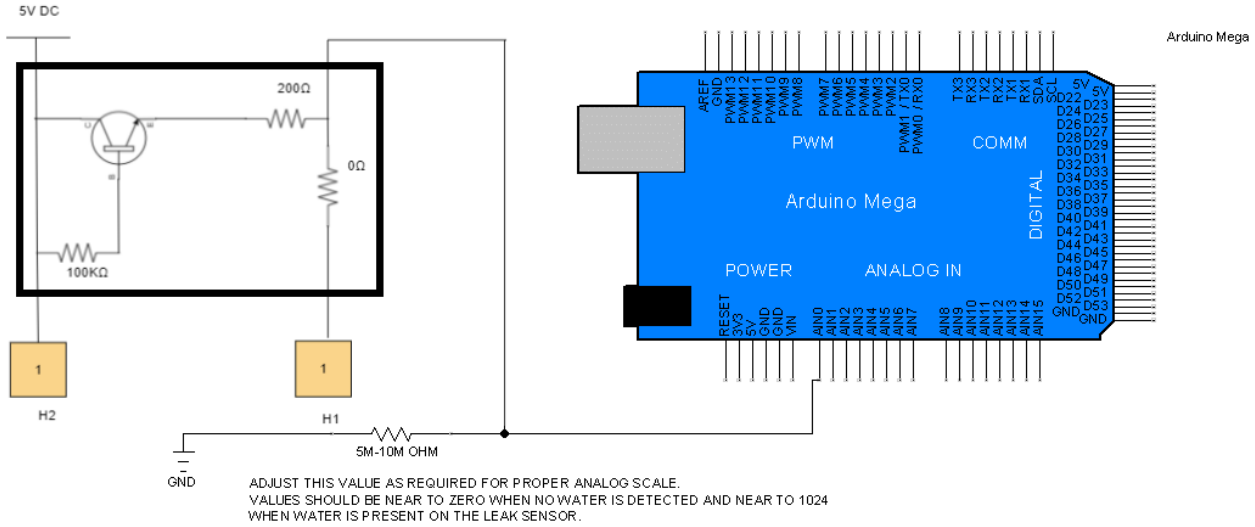 5V DC
Arduino Mega
200Ω
C
E
B
0Ω
100KΩ
1
1
H2
H1
5M-10M OHM
GND
ADJUST THIS VALUE AS REQUIRED FOR PROPER ANALOG SCALE.
VALUES SHOULD BE NEAR TO ZERO WHEN NO WATER IS DETECTED AND NEAR TO 1024
WHEN WATER IS PRESENT ON THE LEAK SENSOR.
AREF
GND
PWM13
PWM12
PWM11
PWM10
PWM9
PWM8
PWM7
PWM6
PWM5
PWM4
PWM3
PWM2
PWM1 / TX0
PWM0 / RX0
TX3
RX3
TX2
RX2
TX1
RX1
SDA
SCL
PWM
COMM
Arduino Mega
DIGITAL
POWER
ANALOG IN
5V
5V
D22
D23
D24
D25
D26
D27
D28
D29
D30
D31
D32
D33
D34
D35
D36
D37
D38
D39
D40
D41
D42
D43
D44
D45
D46
D47
D48
D49
D50
D51
D52
D53
GND
GND
RESET
3V3
5V
GND
GND
VIN
AIN0
AIN1
AIN2
AIN3
AIN4
AIN5
AIN6
AIN7
AIN8
AIN9
AIN10
AIN11
AIN12
AIN13
AIN14
AIN15